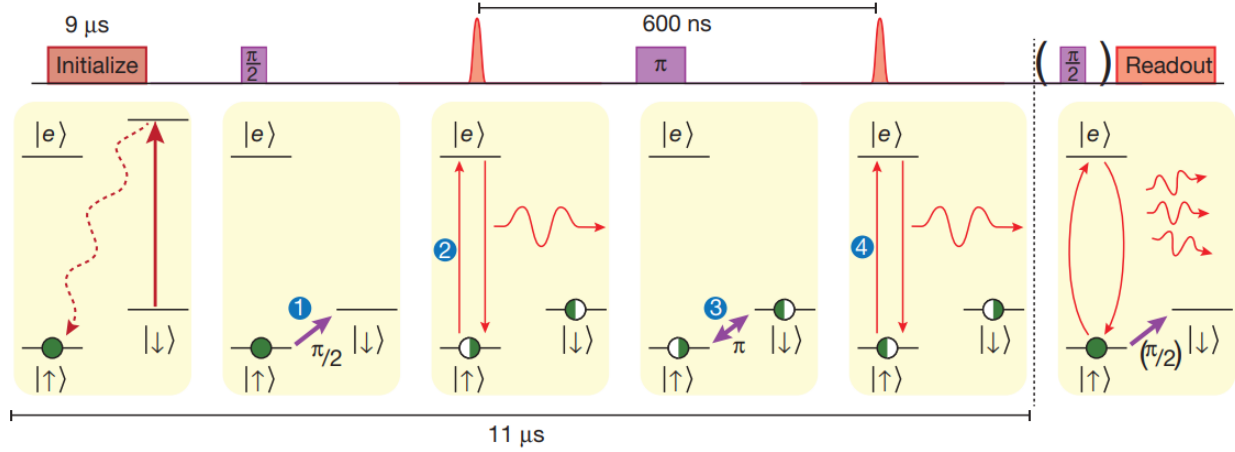 9 μs
600 ns
Initialize
π/2
π
(π/2)
Readout
|e⟩
|e⟩
|e⟩
|e⟩
|e⟩
|e⟩
2
4
1
3
|↓⟩
π/2
|↓⟩
|↓⟩
π
|↓⟩
|↓⟩
(π/2)
|↓⟩
|↑⟩
|↑⟩
|↑⟩
|↑⟩
|↑⟩
|↑⟩
11 μs